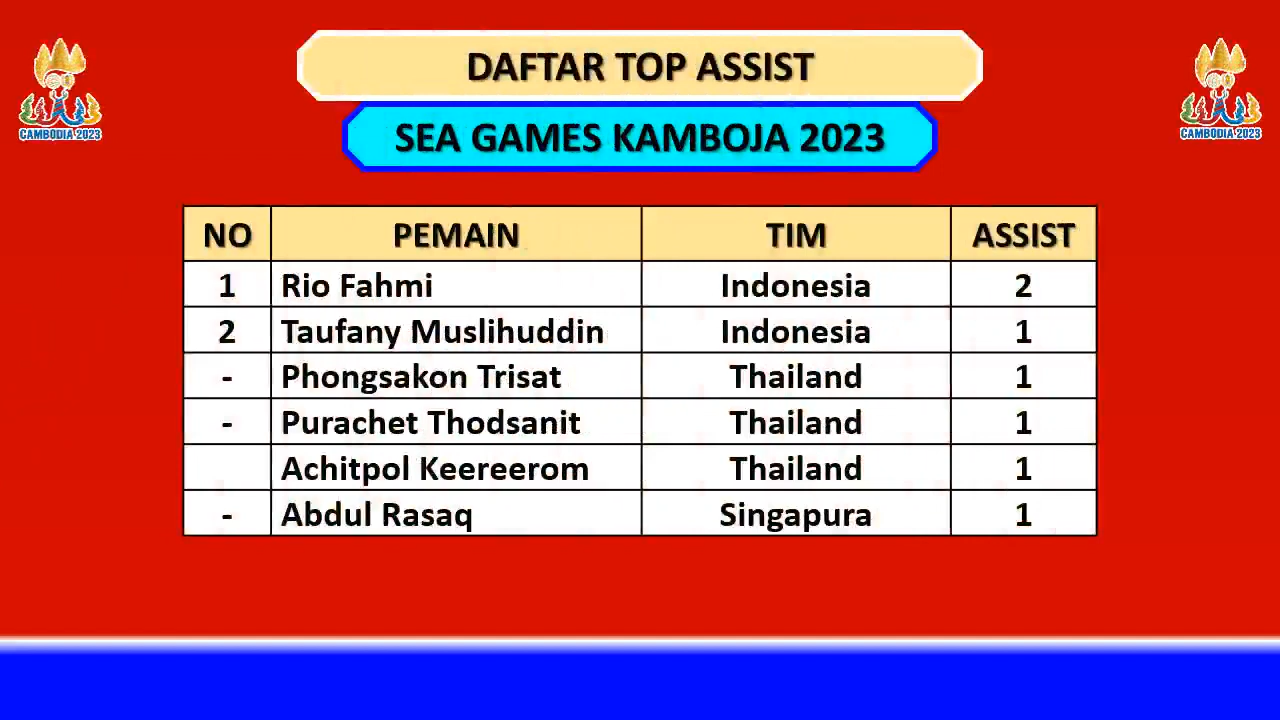 DAFTAR TOP ASSIST
SEA GAMES KAMBOJA 2023
CAMBODIA 2023
CAMBODIA 2023
NO PEMAIN TIM ASSIST
1 Rio Fahmi Indonesia 2
2 Taufany Muslihuddin Indonesia 1
- Phongsakon Trisat Thailand 1
- Purachet Thodsanit Thailand 1
Achitpol Keereerom Thailand 1
- Abdul Rasaq Singapura 1